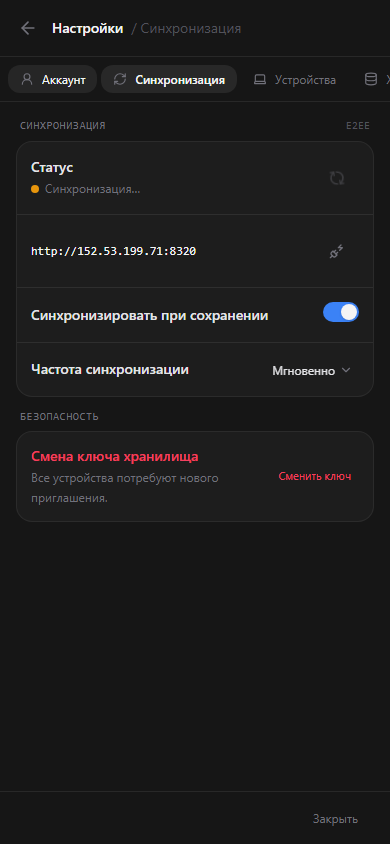 Настройки / Синхронизация
Аккаунт Синхронизация Устройства
СИНХРОНИЗАЦИЯ E2EE
Статус
Синхронизация...
http://152.53.199.71:8320
Синхронизировать при сохранении
Частота синхронизации Мгновенно
БЕЗОПАСНОСТЬ
Смена ключа хранилища
Все устройства потребуют нового
приглашения.
Сменить ключ
Закрыть